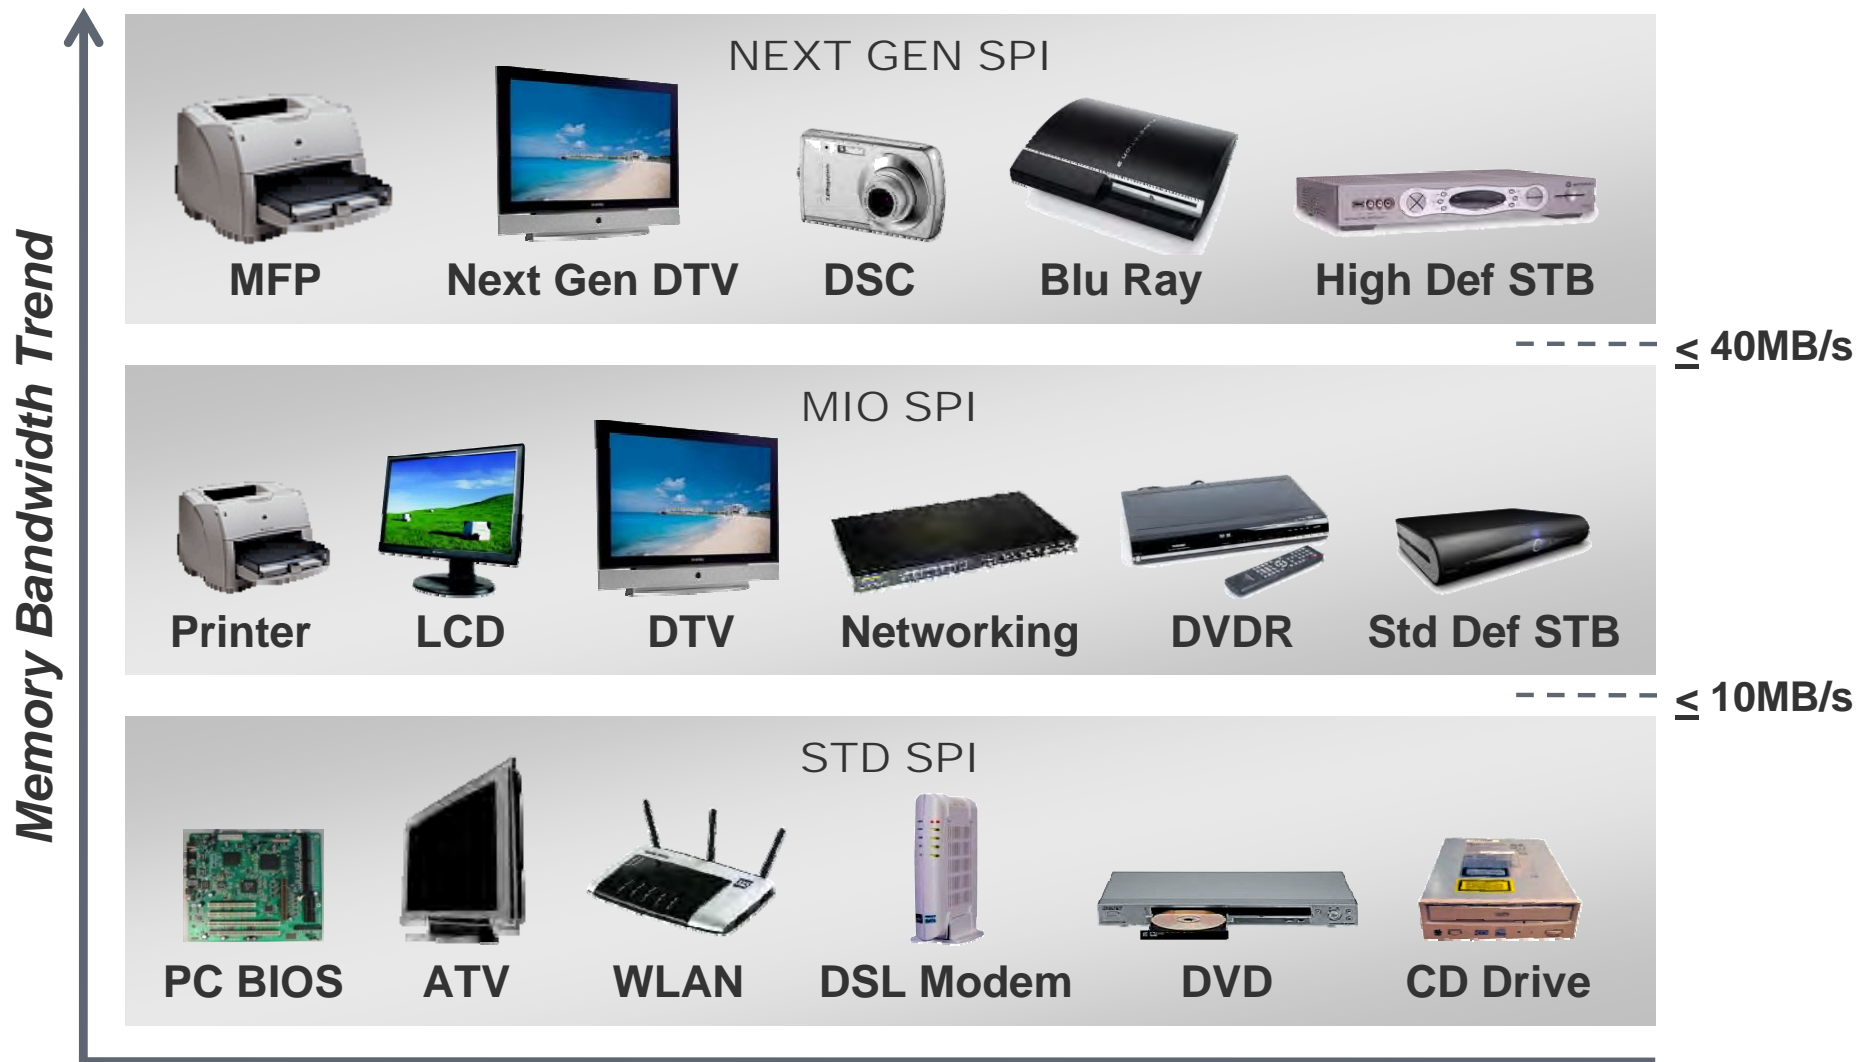 NEXT GEN SPI
MFP
Next Gen DTV
DSC
Blu Ray
High Def STB
≤ 40MB/s
MIO SPI
Printer
LCD
DTV
Networking
DVDR
Std Def STB
≤ 10MB/s
STD SPI
PC BIOS
ATV
WLAN
DSL Modem
DVD
CD Drive
Memory Bandwidth Trend